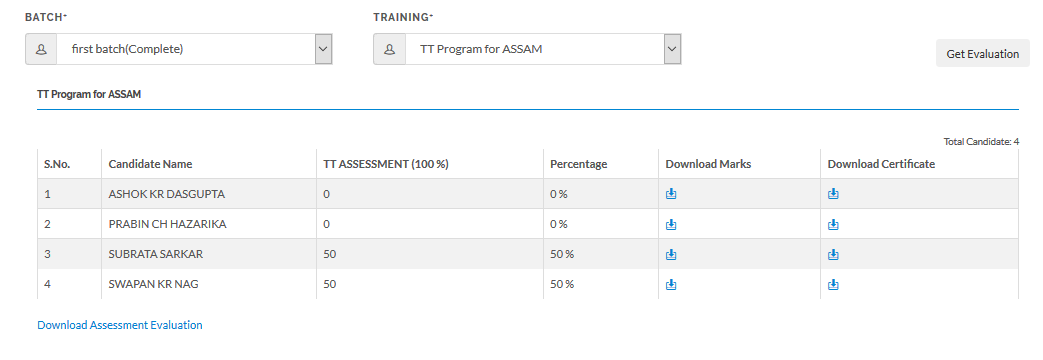 BATCH* TRAINING*
first batch(Complete) TT Program for ASSAM Get Evaluation
TT Program for ASSAM
Total Candidate: 4
S.No. Candidate Name TT ASSESSMENT (100 %) Percentage Download Marks Download Certificate
1 ASHOK KR DASGUPTA 0 0 %
2 PRABIN CH HAZARIKA 0 0 %
3 SUBRATA SARKAR 50 50 %
4 SWAPAN KR NAG 50 50 %
Download Assessment Evaluation